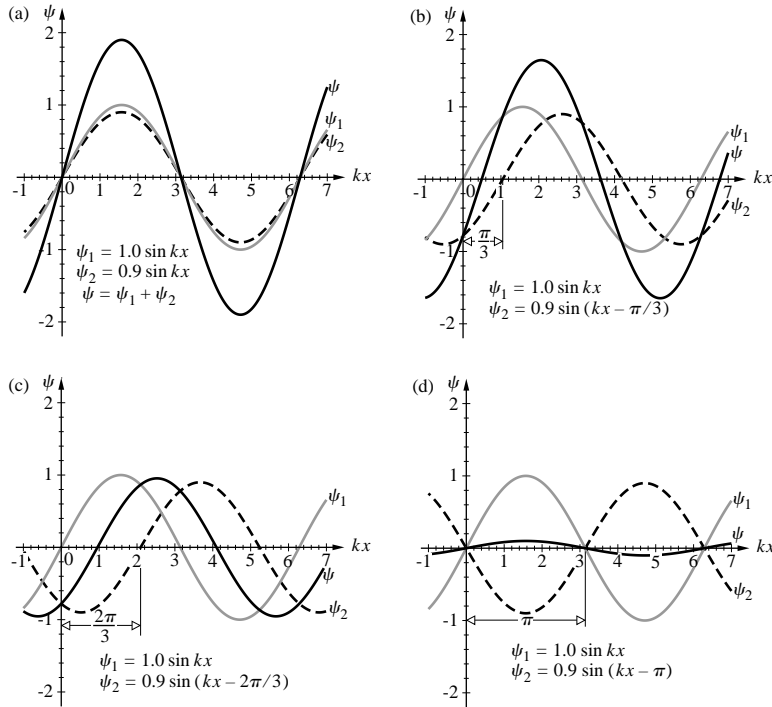 (a)
ψ
2
1
ψ
ψ1
ψ2
-1 0 1 2 3 4 5 6 7 kx
-1
-2
ψ1 = 1.0 sin kx
ψ2 = 0.9 sin kx
ψ = ψ1 + ψ2
(b)
ψ
2
1
ψ1
ψ
ψ2
-1 0 1 2 3 4 5 6 7 kx
π/3
-1
-2
ψ1 = 1.0 sin kx
ψ2 = 0.9 sin (kx – π/3)
(c)
ψ
2
1
ψ1
-1 0 1 2 3 4 5 6 7 kx
ψ
ψ2
2π/3
-1
-2
ψ1 = 1.0 sin kx
ψ2 = 0.9 sin (kx – 2π/3)
(d)
ψ
2
1
ψ1
ψ
-1 0 1 2 3 4 5 6 7 kx
ψ2
π
-1
-2
ψ1 = 1.0 sin kx
ψ2 = 0.9 sin (kx – π)